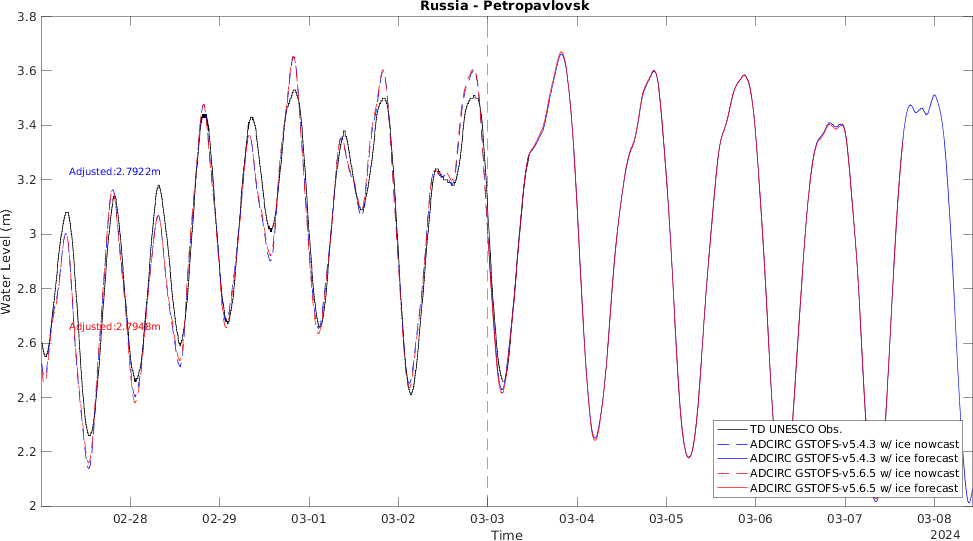 Russia - Petropavlovsk
3.8
3.6
3.4
3.2
3
2.8
2.6
2.4
2.2
2
Water Level (m)
Adjusted:2.7922m
Adjusted:2.7948m
TD UNESCO Obs.
ADCIRC GSTOFS-v5.4.3 w/ ice nowcast
ADCIRC GSTOFS-v5.4.3 w/ ice forecast
ADCIRC GSTOFS-v5.6.5 w/ ice nowcast
ADCIRC GSTOFS-v5.6.5 w/ ice forecast
02-28 02-29 03-01 03-02 03-03 03-04 03-05 03-06 03-07 03-08
Time
2024